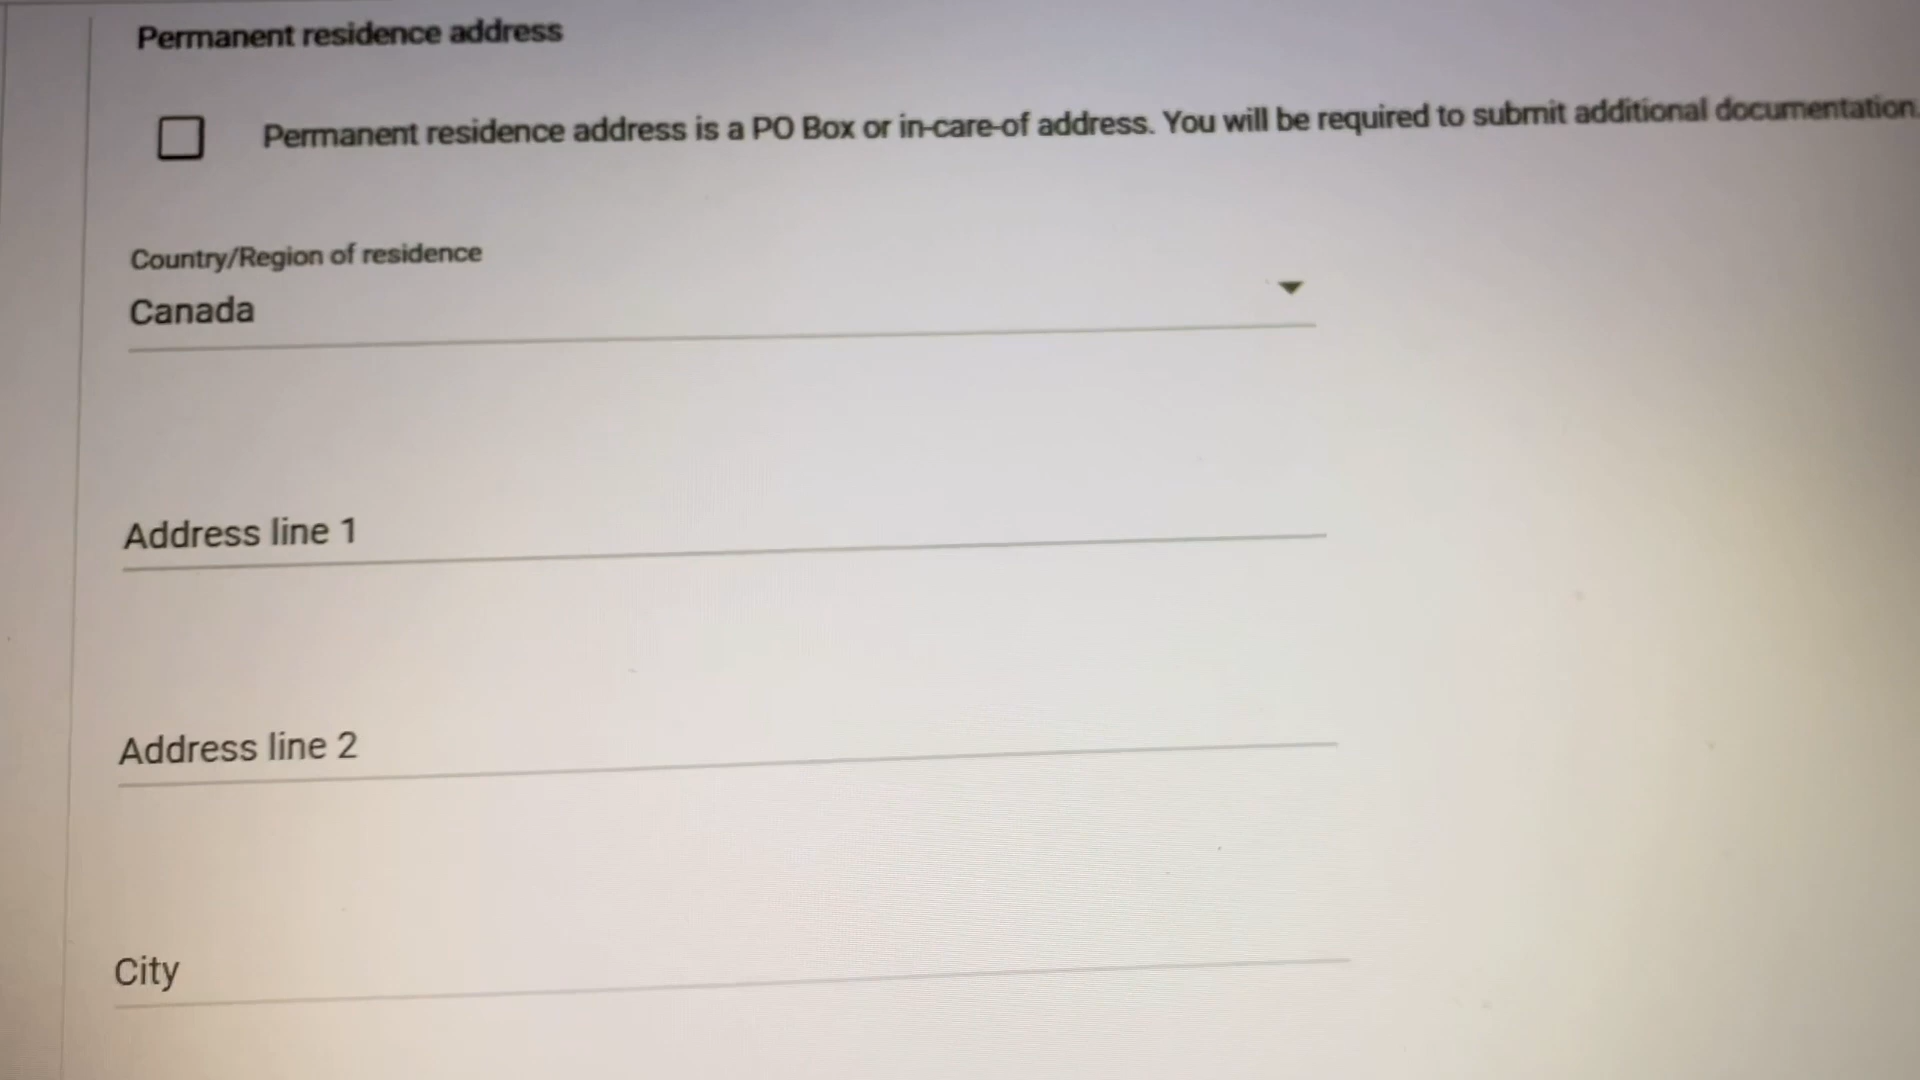 Permanent residence address
Permanent residence address is a PO Box or in-care-of address. You will be required to submit additional documentation.
Country/Region of residence
Canada
Address line 1
Address line 2
City